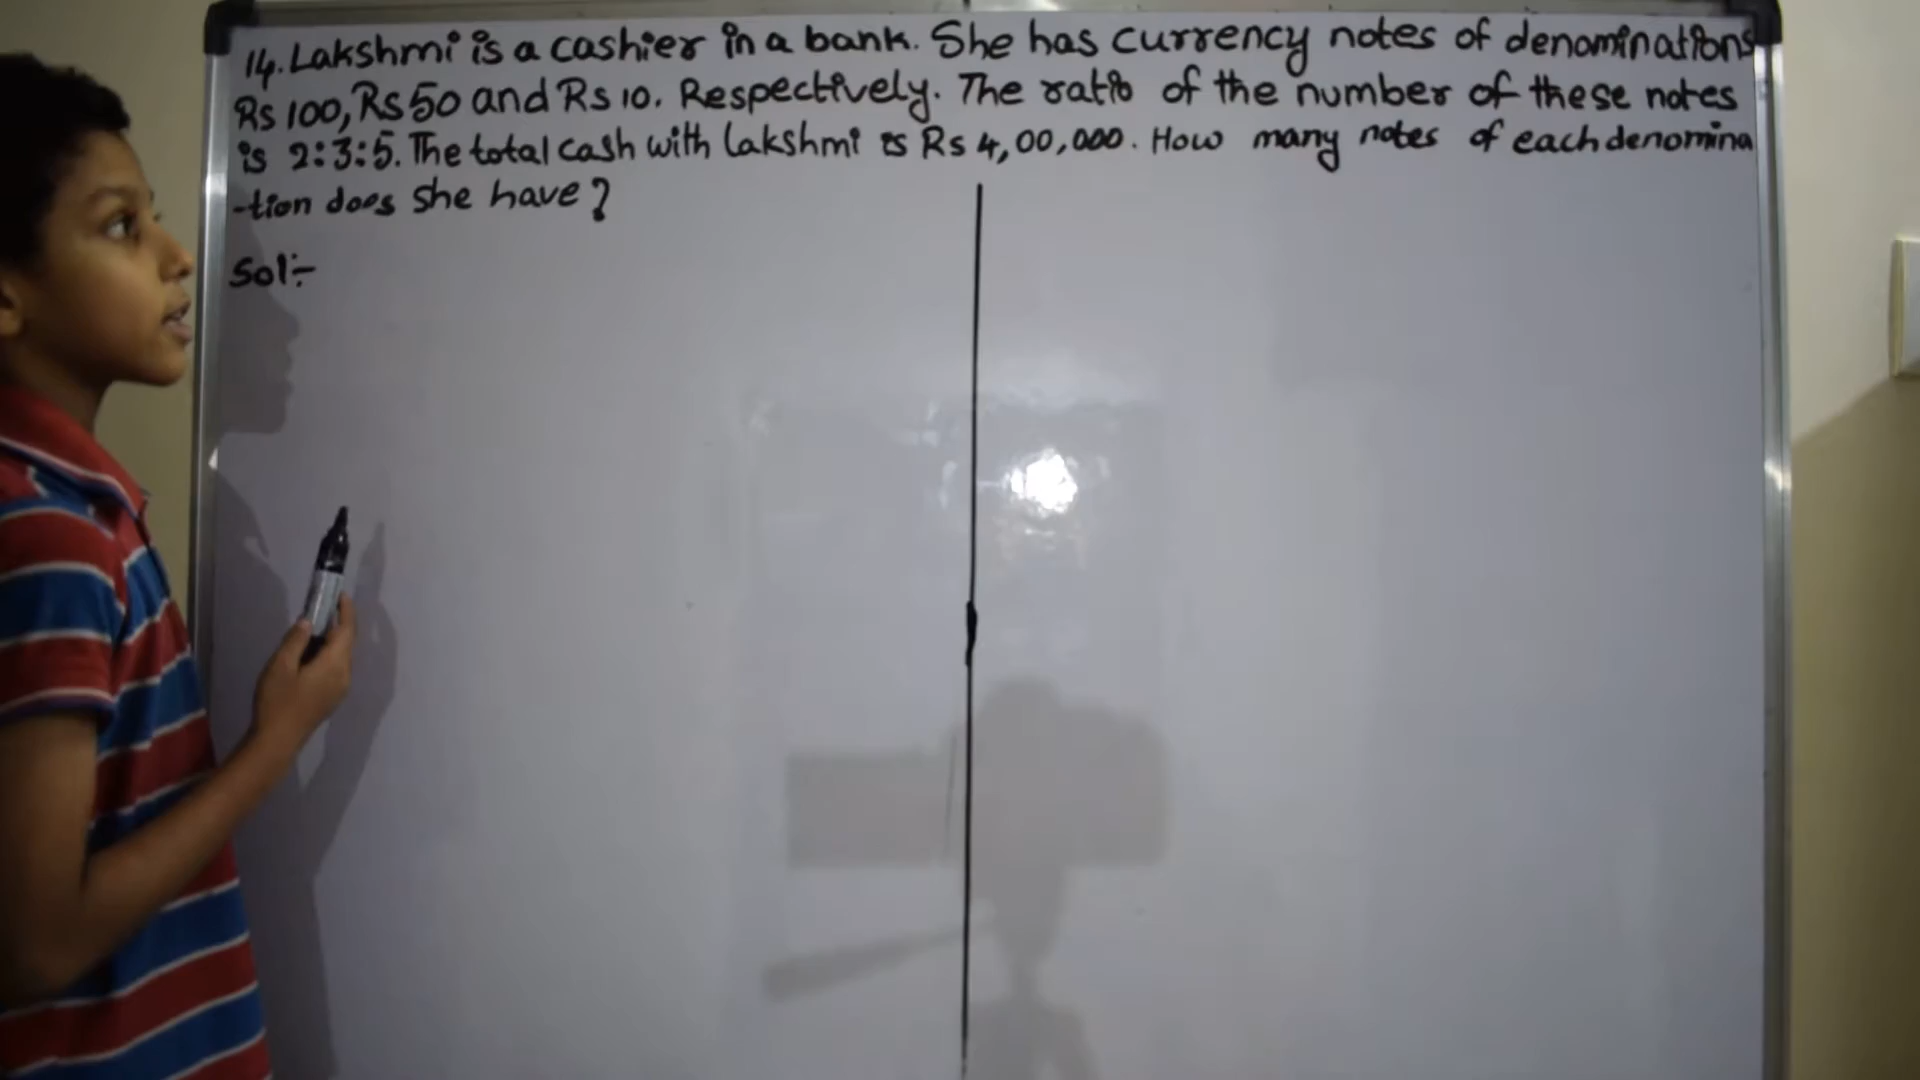 14. Lakshmi is a cashier in a bank. She has currency notes of denominations
Rs 100, Rs 50 and Rs 10. Respectively. The ratio of the number of these notes
is 2:3:5. The total cash with Lakshmi is Rs 4,00,000. How many notes of each denomina
-tion does she have?
Sol:-